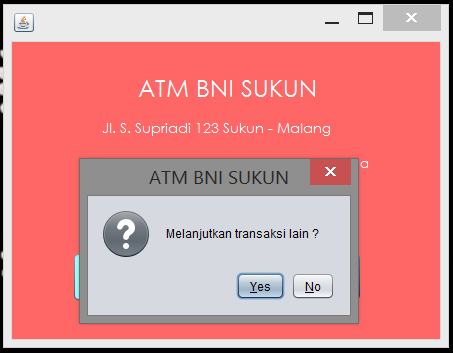 ATM BNI SUKUN
Jl. S. Supriadi 123 Sukun - Malang
ATM BNI SUKUN
Melanjutkan transaksi lain ?
Yes
No